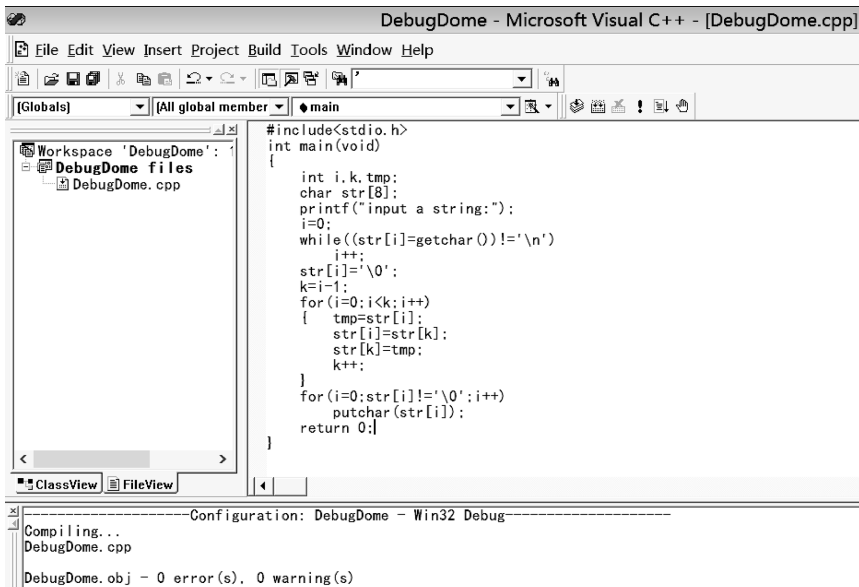 DebugDome - Microsoft Visual C++ - [DebugDome.cpp]
File Edit View Insert Project Build Tools Window Help
(Globals) (All global member main
Workspace 'DebugDome':
DebugDome files
DebugDome.cpp
ClassView FileView
#include<stdio.h>
int main(void)
{
    int i,k,tmp;
    char str[8];
    printf("input a string:");
    i=0;
    while((str[i]=getchar())!='\n')
        i++;
    str[i]='\0';
    k=i-1;
    for(i=0;i<k;i++)
    {   tmp=str[i];
        str[i]=str[k];
        str[k]=tmp;
        k++;
    }
    for(i=0;str[i]!='\0';i++)
        putchar(str[i]);
    return 0;
}
--------------------Configuration: DebugDome - Win32 Debug--------------------
Compiling...
DebugDome.cpp
DebugDome.obj - 0 error(s), 0 warning(s)